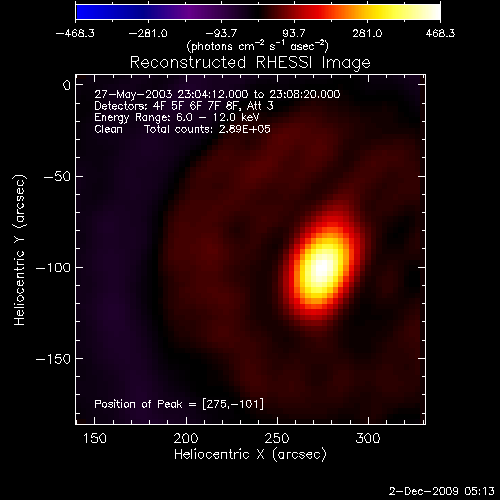 -468.3 -281.0 -93.7 93.7 281.0 468.3
(photons cm⁻² s⁻¹ asec⁻²)
Reconstructed RHESSI Image
27-May-2003 23:04:12.000 to 23:08:20.000
Detectors: 4F 5F 6F 7F 8F, Att 3
Energy Range: 6.0 - 12.0 keV
Clean Total counts: 2.89E+05
0
-50
-100
-150
Heliocentric Y (arcsec)
Position of Peak = [275,-101]
150 200 250 300
Heliocentric X (arcsec)
2-Dec-2009 05:13